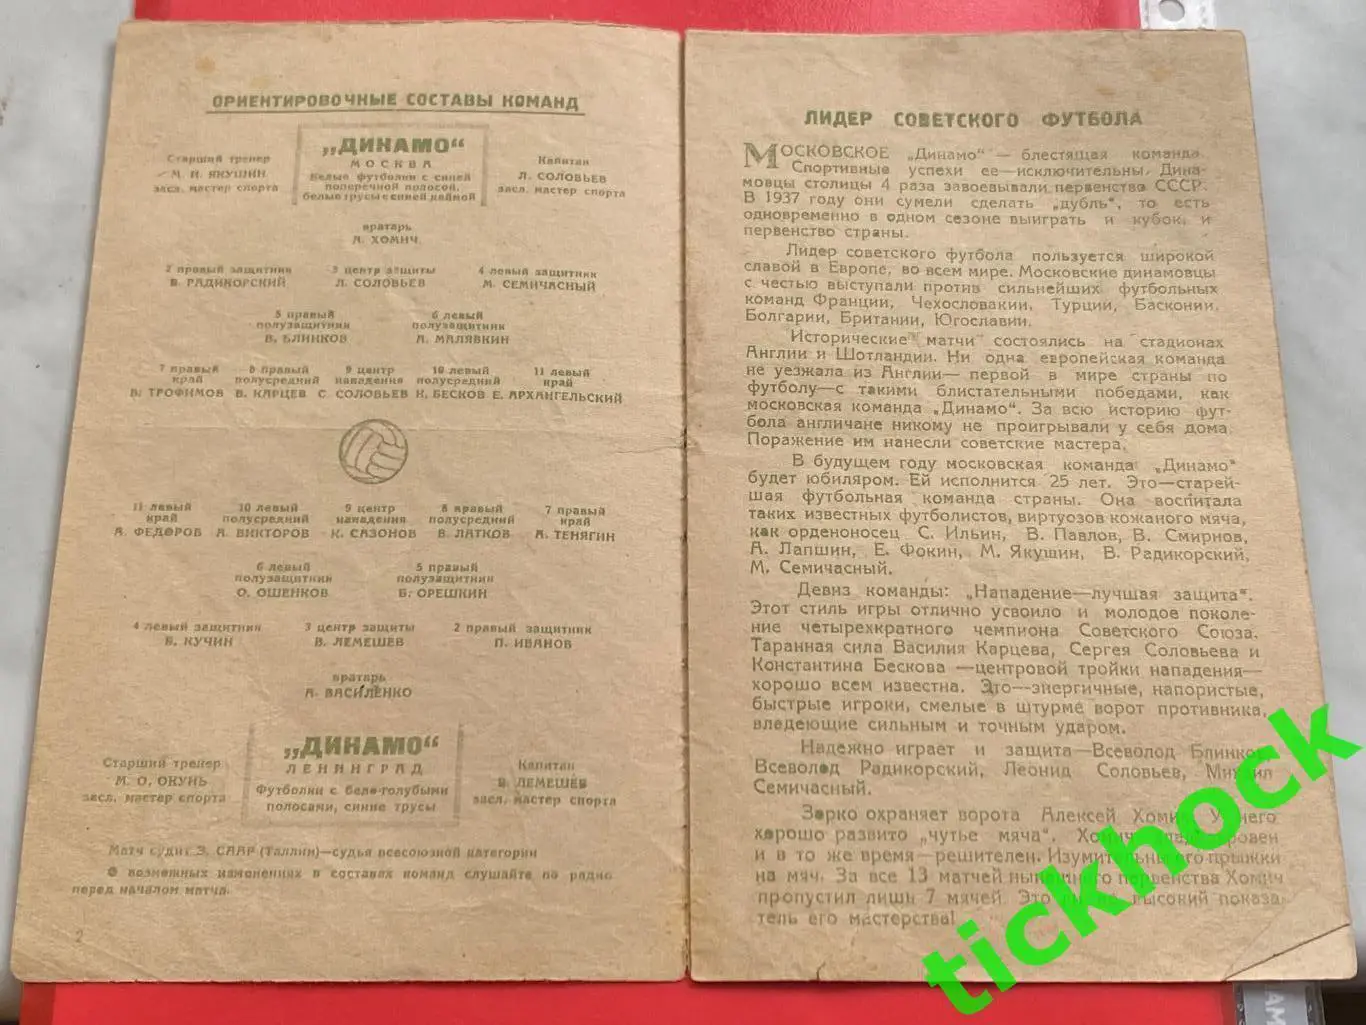 ОРИЕНТИРОВОЧНЫЕ СОСТАВЫ КОМАНД
Старший тренер
М. И. ЯКУШИН
засл. мастер спорта
„ДИНАМО“
МОСКВА
Белые футболки с синей
поперечной полосой,
белые трусы с синей каймой
Капитан
Л. СОЛОВЬЕВ
засл. мастер спорта
вратарь
А. ХОМИЧ
2 правый защитник 3 центр защиты 4 левый защитник
В. РАДИКОРСКИЙ Л. СОЛОВЬЕВ М. СЕМИЧАСНЫЙ
5 правый 6 левый
полузащитник полузащитник
В. БЛИНКОВ А. МАЛЯВКИН
7 правый 8 правый 9 центр 10 левый 11 левый
край полусредний нападения полусредний край
В. ТРОФИМОВ В. КАРЦЕВ С. СОЛОВЬЕВ К. БЕСКОВ Е. АРХАНГЕЛЬСКИЙ
11 левый 10 левый 9 центр 8 правый 7 правый
край полусредний нападения полусредний край
А. ФЕДОРОВ А. ВИКТОРОВ К. САЗОНОВ В. ЛАТКОВ А. ТЕНЯГИН
6 левый 5 правый
полузащитник полузащитник
О. ОШЕНКОВ Б. ОРЕШКИН
4 левый защитник 3 центр защиты 2 правый защитник
В. КУЧИН В. ЛЕМЕШЕВ П. ИВАНОВ
вратарь
А. ВАСИЛЕНКО
Старший тренер
М. О. ОКУНЬ
засл. мастер спорта
„ДИНАМО“
ЛЕНИНГРАД
Футболки с бело-голубыми
полосами, синие трусы
Капитан
В. ЛЕМЕШЕВ
засл. мастер спорта
Матч судит Э. СААР (Таллин)—судья всесоюзной категории
О возможных изменениях в составах команд слушайте по радио
перед началом матча.
2
ЛИДЕР СОВЕТСКОГО ФУТБОЛА
МОСКОВСКОЕ „Динамо“ — блестящая команда.
Спортивные успехи ее—исключительны. Дина-
мовцы столицы 4 раза завоевывали первенства СССР.
В 1937 году они сумели сделать „дубль“, то есть
одновременно в одном сезоне выиграть и кубок, и
первенство страны.
Лидер советского футбола пользуется широкой
славой в Европе, во всем мире. Московские динамовцы
с честью выступали против сильнейших футбольных
команд Франции, Чехословакии, Турции, Басконии,
Болгарии, Британии, Югославии.
Исторические матчи состоялись на стадионах
Англии и Шотландии. Ни одна европейская команда
не уезжала из Англии— первой в мире страны по
футболу—с такими блистательными победами, как
московская команда „Динамо“. За всю историю фут-
бола англичане никому не проигрывали у себя дома.
Поражение им нанесли советские мастера.
В будущем году московская команда „Динамо“
будет юбиляром. Ей исполнится 25 лет. Это—старей-
шая футбольная команда страны. Она воспитала
таких известных футболистов, виртуозов кожаного мяча,
как орденоносец С. Ильин, В. Павлов, В. Смирнов,
А. Лапшин, Е. Фокин, М. Якушин, В. Радикорский,
М. Семичасный.
Девиз команды: „Нападение—лучшая защита“.
Этот стиль игры отлично усвоило и молодое поколе-
ние четырехкратного чемпиона Советского Союза.
Таранная сила Василия Карцева, Сергея Соловьева и
Константина Бескова —центровой тройки нападения—
хорошо всем известна. Это—энергичные, напористые,
быстрые игроки, смелые в штурме ворот противника,
владеющие сильным и точным ударом.
Надежно играет и защита—Всеволод Блинков
Всеволод Радикорский, Леонид Соловьев, Михаил
Семичасный.
Зорко охраняет ворота Алексей Хомич. У него
хорошо развито „чутье мяча“. Хомич
и в то же время—решителен. Изумительны его прыжки
на мяч. За все 13 матчей нынешнего первенства Хомич
пропустил лишь 7 мячей. Это ли не высокий показа-
тель его мастерства!
tickhock